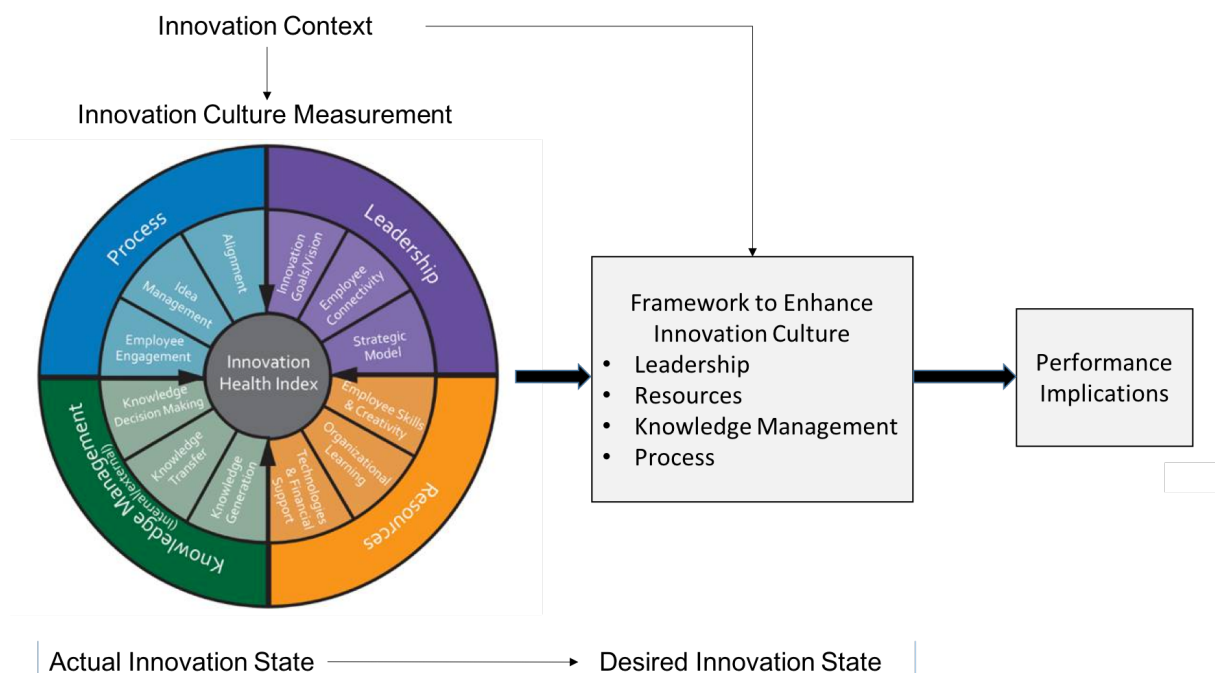 Innovation Context
Innovation Culture Measurement
Process
Leadership
Resources
Knowledge Management
(internal/external)
Alignment
Idea
Management
Employee
Engagement
Innovation
Goals/Vision
Employee
Connectivity
Strategic
Model
Employee Skills
& Creativity
Organizational
Learning
Technologies
& Financial
Support
Knowledge
Generation
Knowledge
Transfer
Knowledge
Decision Making
Innovation
Health Index
Framework to Enhance
Innovation Culture
• Leadership
• Resources
• Knowledge Management
• Process
Performance
Implications
Actual Innovation State
Desired Innovation State